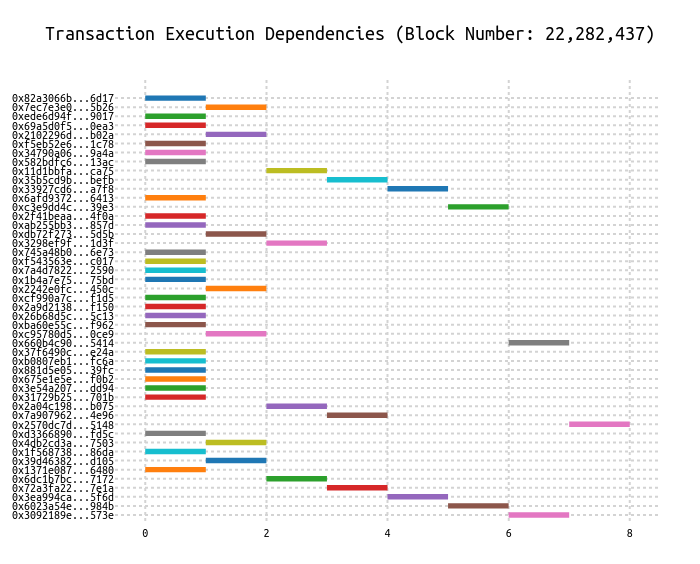 Transaction Execution Dependencies (Block Number: 22,282,437)
0x82a3066b...6d17
0x7ec7e3e0...5b26
0xede6d94f...9017
0x69a5d0f1...0ea3
0x2102296d...b02a
0xf5eb52e6...1c78
0x34790a06...9a4a
0x582bdfc6...13ac
0x11d1bbfa...ca75
0x35b5cd9b...befb
0x33927cd6...a7f8
0x6afd9372...6413
0xc3e9dd4c...39e3
0x2f41beaa...4f0a
0xab255bb3...857d
0xdb72f273...5d5b
0x3298ef9f...1d3f
0x745a48b0...6e73
0xf543563e...c017
0x7a4d7822...2590
0x1b4a7e75...75bd
0x2242e0fc...450c
0xcf990a7c...f1d5
0x2a9d2138...f150
0x26b68d5c...5c13
0xba60e55c...f962
0xc95780d5...0ce9
0x660b4c90...5414
0x37f6490c...e24a
0xb0807eb1...fc6a
0x881d5e05...39fc
0x675e1e5e...f0b2
0x3e54a207...dd94
0x31729b25...701b
0x2a04c198...b075
0x7a907962...4e96
0x2570dc7d...5148
0xd3366890...fd5c
0x4db2cd3a...7503
0x1f568738...86da
0x39d46382...d105
0x1371e087...6480
0x6dc1b7bc...7172
0x72a3fa22...7e1a
0x3ea994ca...5f6d
0x6023a54e...984b
0x3092189e...573e
0 2 4 6 8